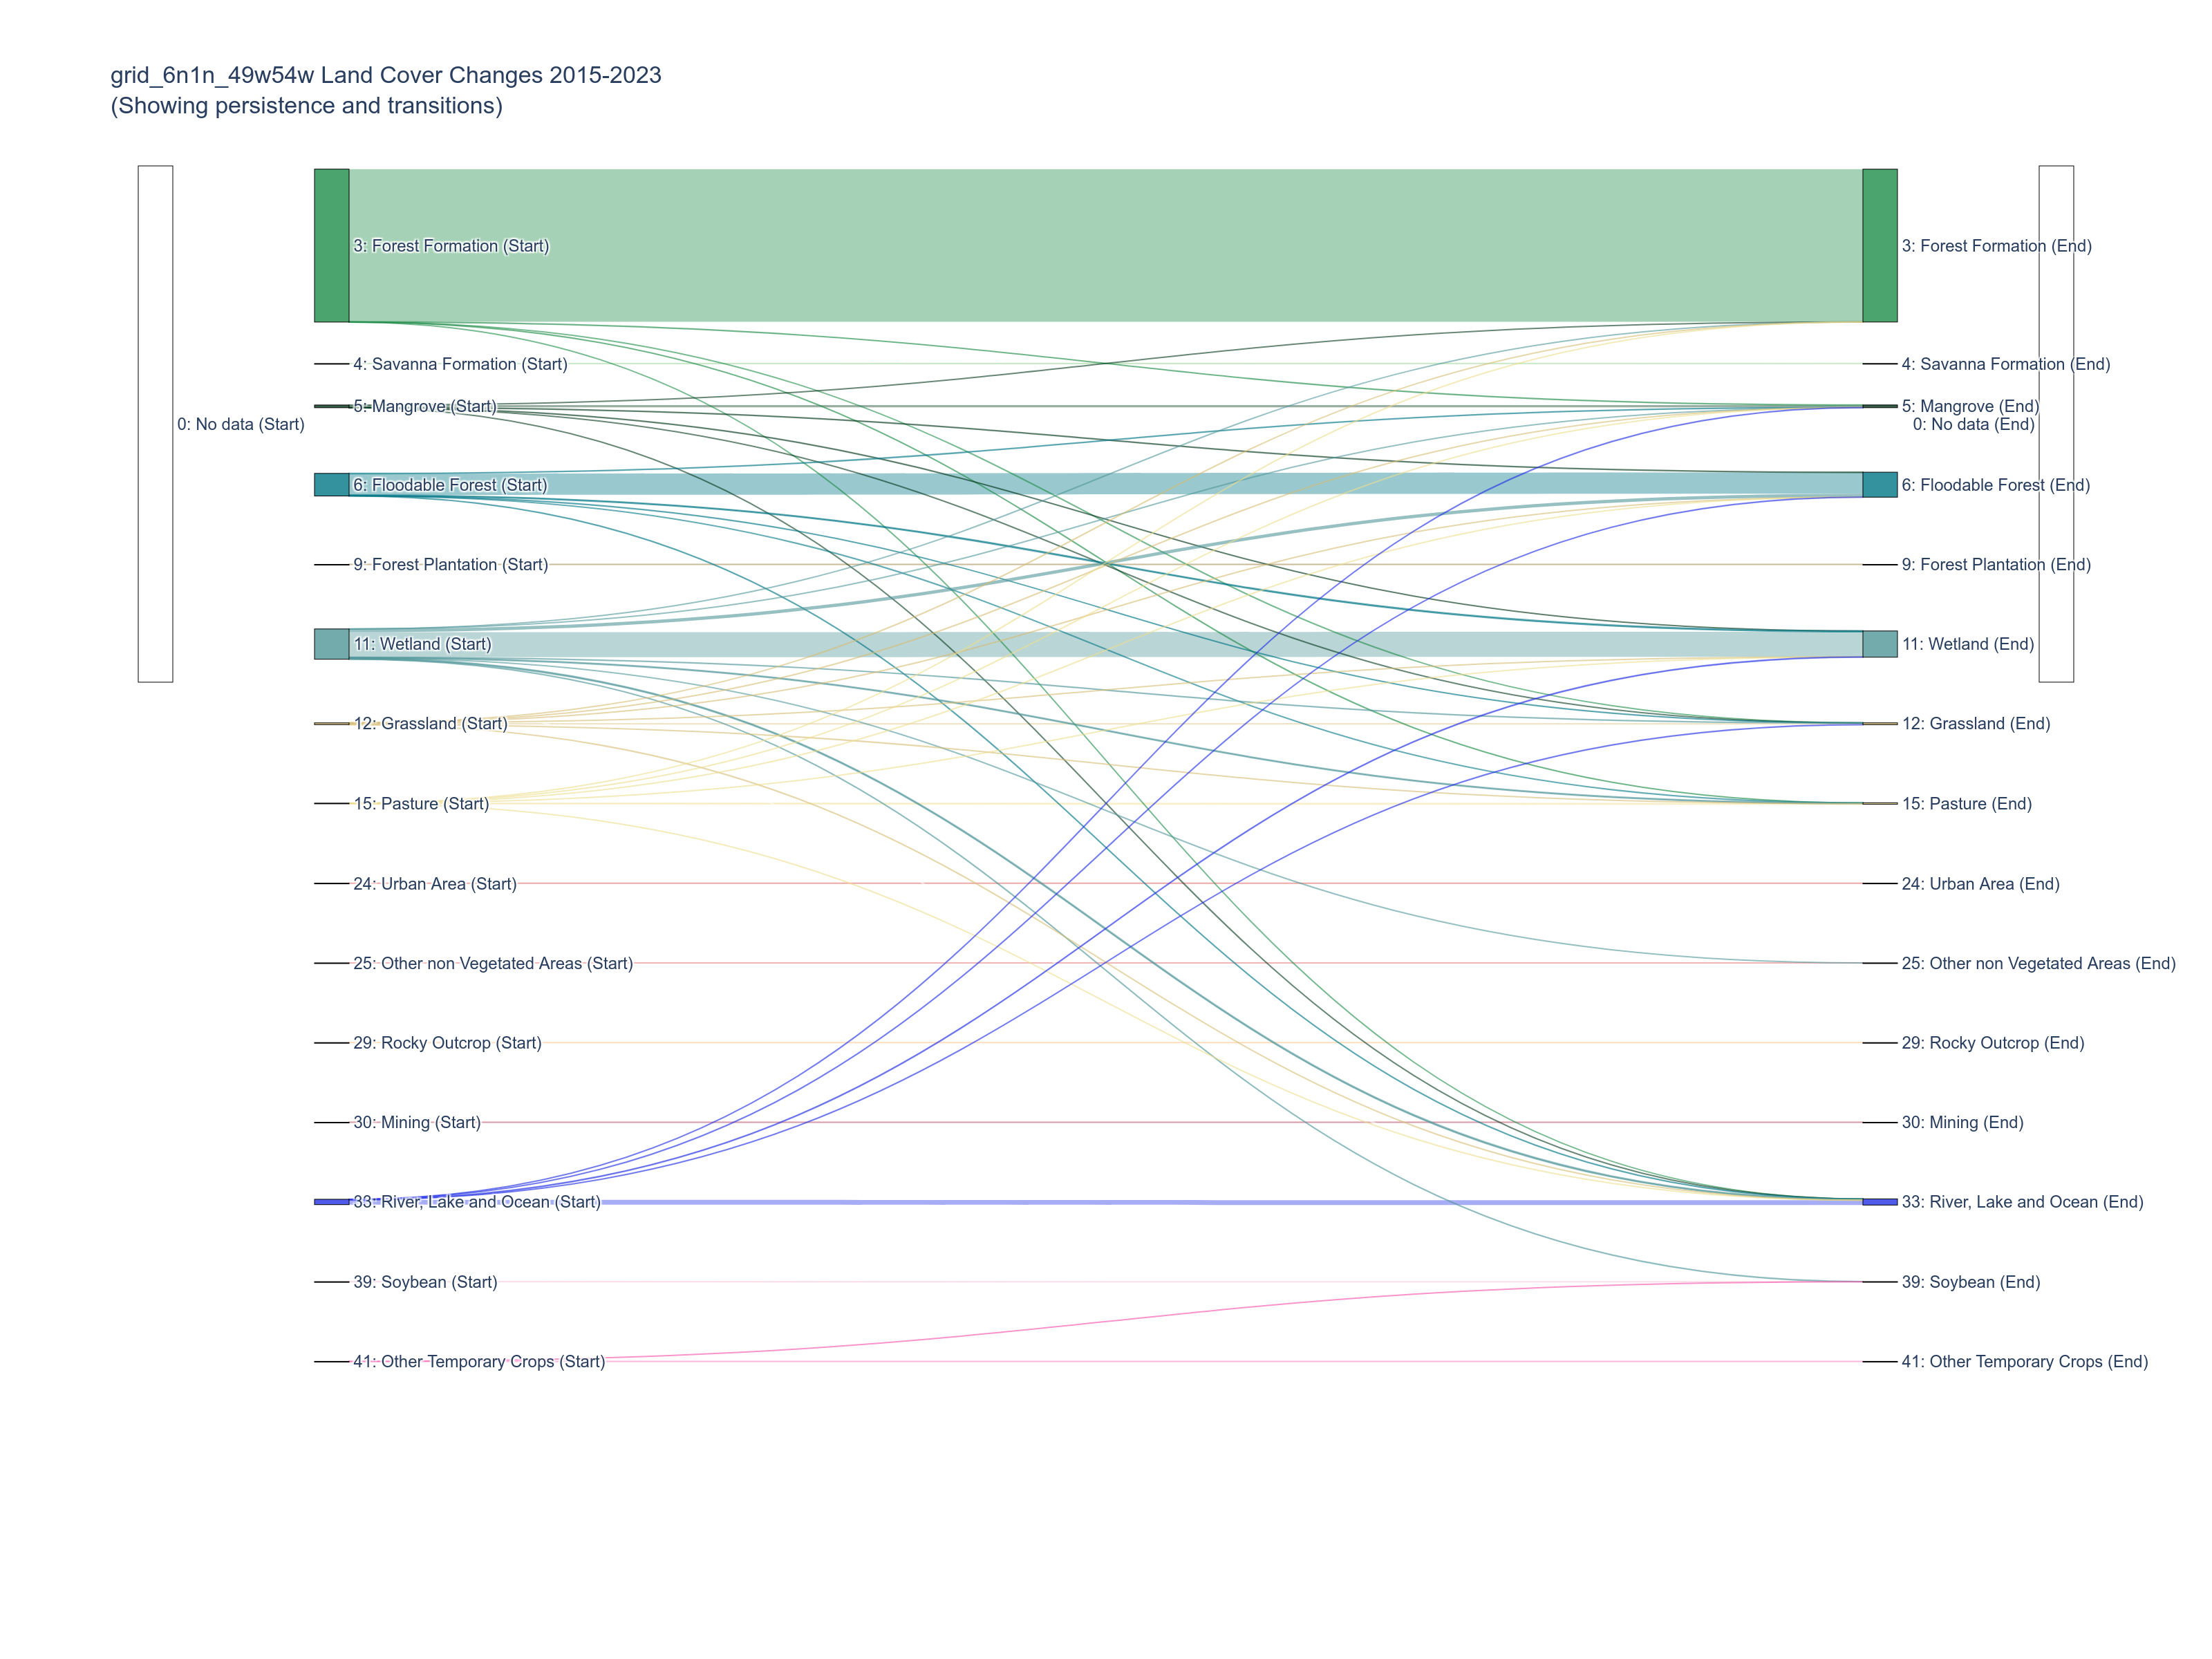 grid_6n1n_49w54w Land Cover Changes 2015-2023
(Showing persistence and transitions)
3: Forest Formation (Start)
3: Forest Formation (End)
4: Savanna Formation (Start)
4: Savanna Formation (End)
5: Mangrove (Start)
5: Mangrove (End)
0: No data (Start)
0: No data (End)
6: Floodable Forest (Start)
6: Floodable Forest (End)
9: Forest Plantation (Start)
9: Forest Plantation (End)
11: Wetland (Start)
11: Wetland (End)
12: Grassland (Start)
12: Grassland (End)
15: Pasture (Start)
15: Pasture (End)
24: Urban Area (Start)
24: Urban Area (End)
25: Other non Vegetated Areas (Start)
25: Other non Vegetated Areas (End)
29: Rocky Outcrop (Start)
29: Rocky Outcrop (End)
30: Mining (Start)
30: Mining (End)
33: River, Lake and Ocean (Start)
33: River, Lake and Ocean (End)
39: Soybean (Start)
39: Soybean (End)
41: Other Temporary Crops (Start)
41: Other Temporary Crops (End)